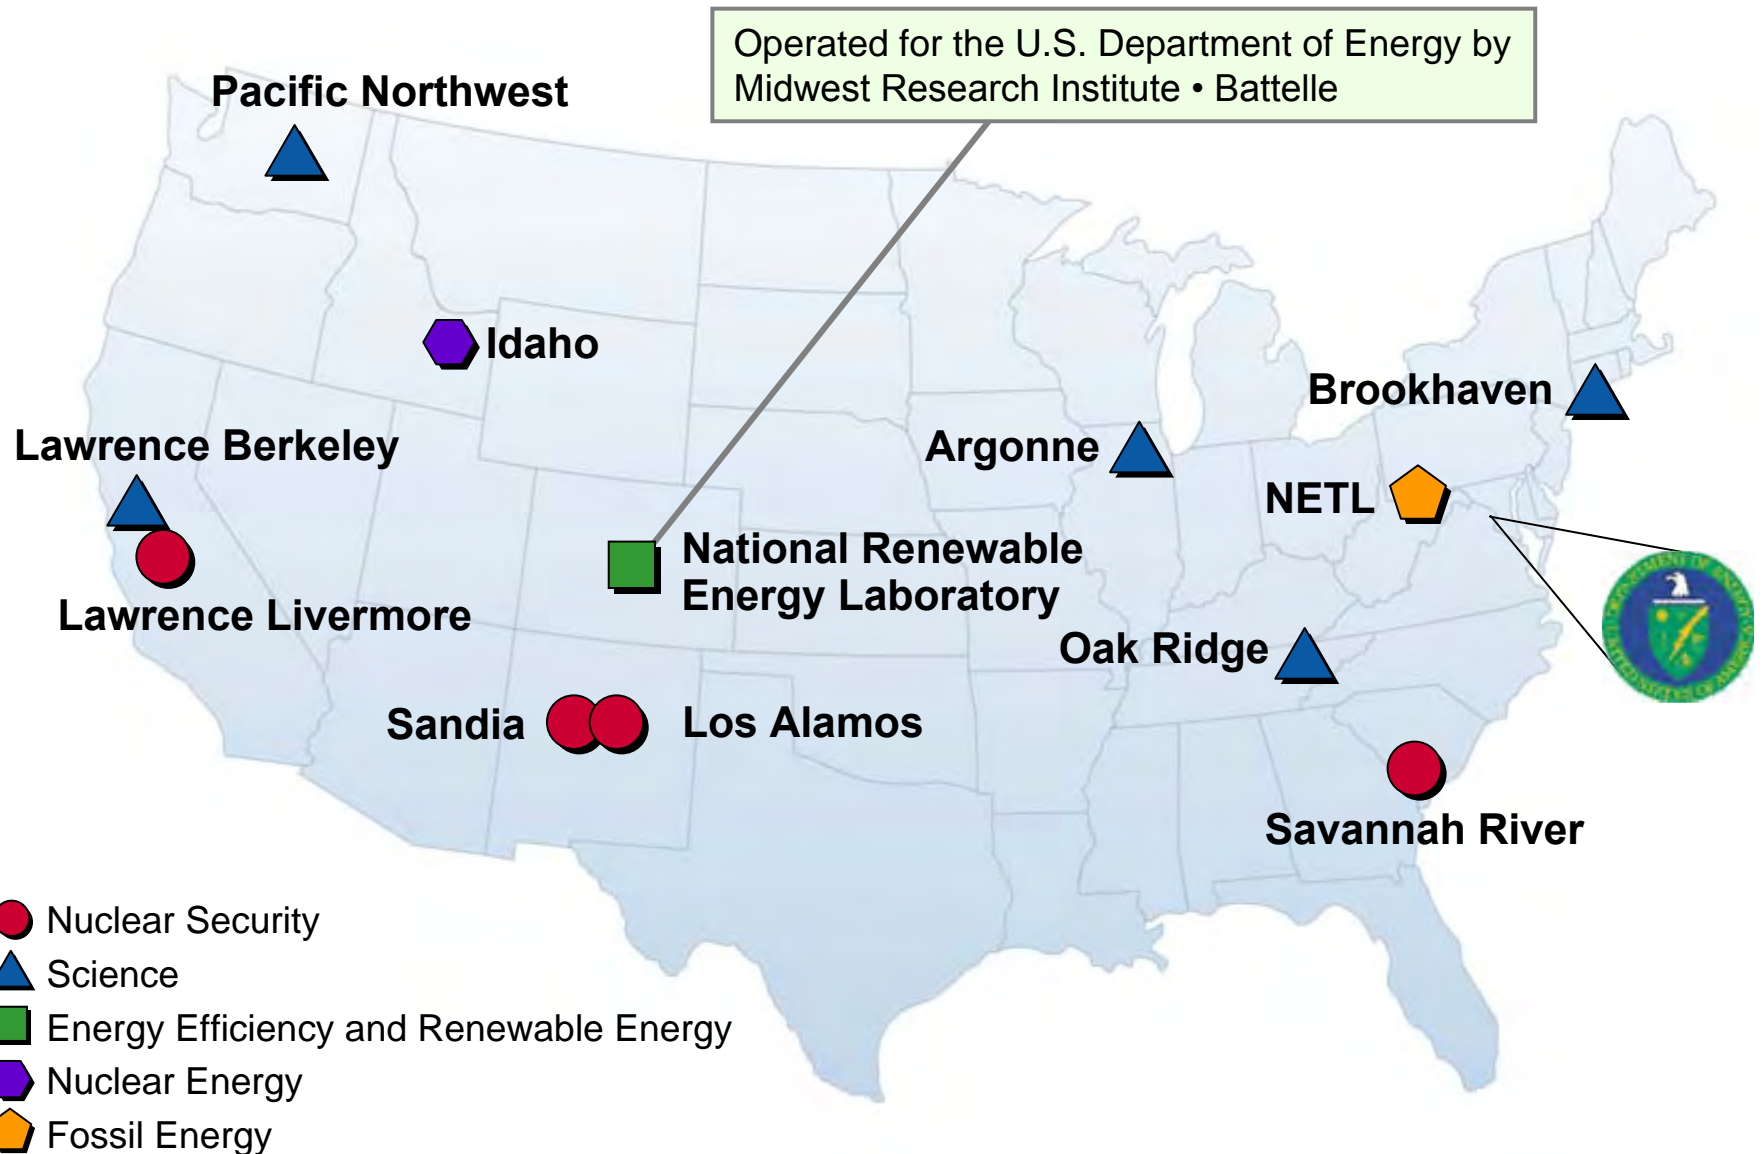 Operated for the U.S. Department of Energy by
Midwest Research Institute • Battelle
Pacific Northwest
Idaho
Brookhaven
Lawrence Berkeley
Argonne
NETL
National Renewable
Energy Laboratory
Lawrence Livermore
Oak Ridge
Sandia
Los Alamos
Savannah River
Nuclear Security
Science
Energy Efficiency and Renewable Energy
Nuclear Energy
Fossil Energy